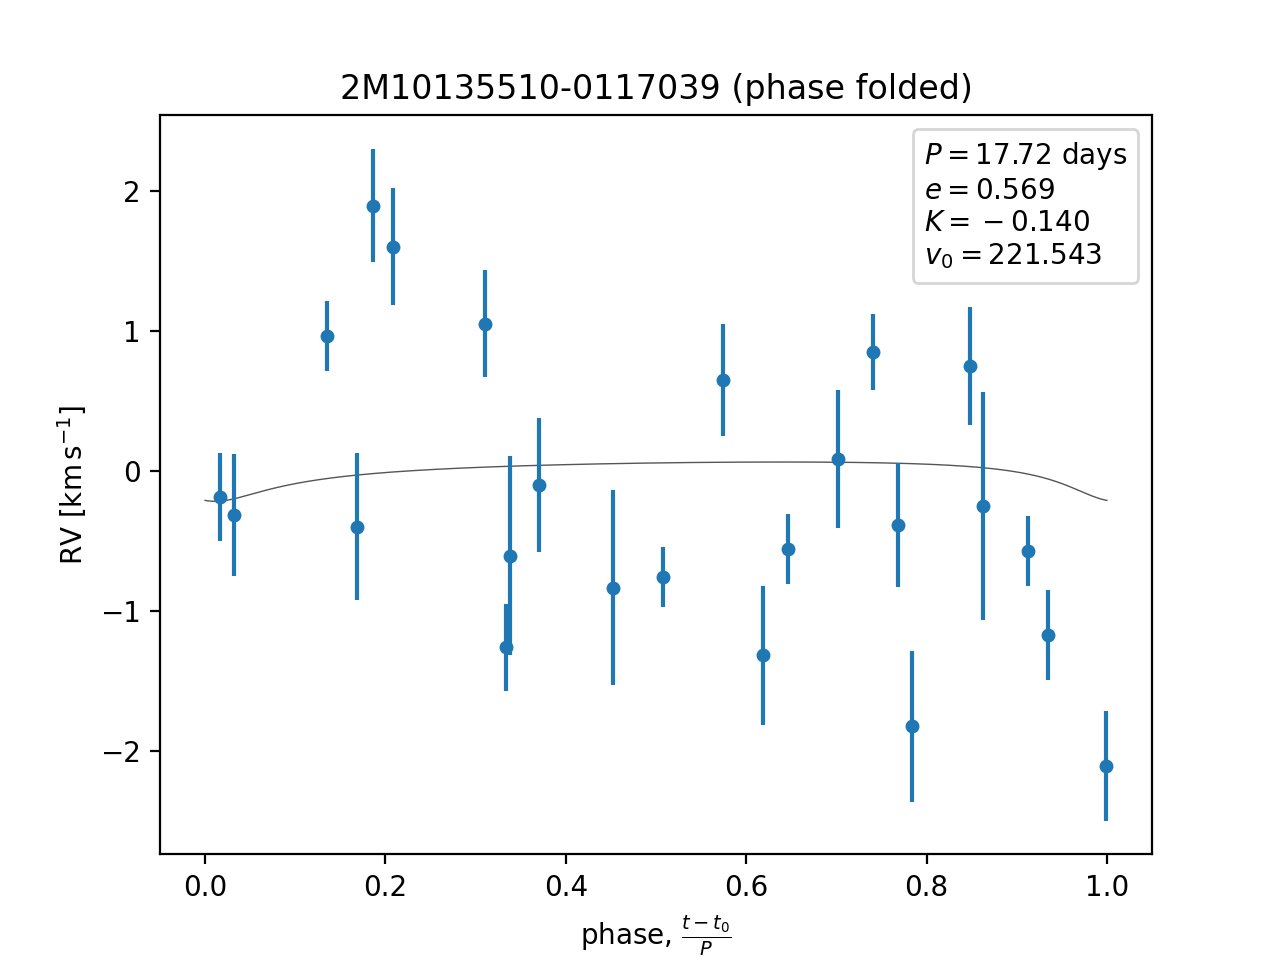 2M10135510-0117039 (phase folded)
P = 17.72 days
e = 0.569
K = − 0.140
v₀ = 221.543
2
1
0
−1
−2
RV [km s⁻¹]
0.0 0.2 0.4 0.6 0.8 1.0
phase, (t − t₀)/P